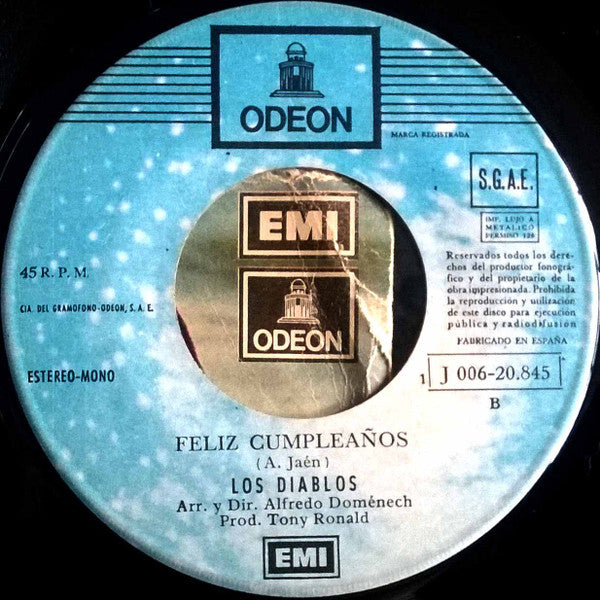 ODEON
MARCA REGISTRADA
S.G.A.E.
IMP. LUJO A
METALICO
PERMISO 126
Reservados todos los dere-
chos del productor fonográ-
fico y del propietario de la
obra impresionada. Prohibida
la reproducción y utilización
de este disco para ejecución
pública y radiodifusión
FABRICADO EN ESPAÑA
45 R. P. M.
CIA. DEL GRAMOFONO-ODEON, S. A. E.
ESTEREO-MONO
EMI
ODEON
1 J 006-20.845
B
FELIZ CUMPLEAÑOS
(A. Jaén)
LOS DIABLOS
Arr. y Dir. Alfredo Doménech
Prod. Tony Ronald
EMI